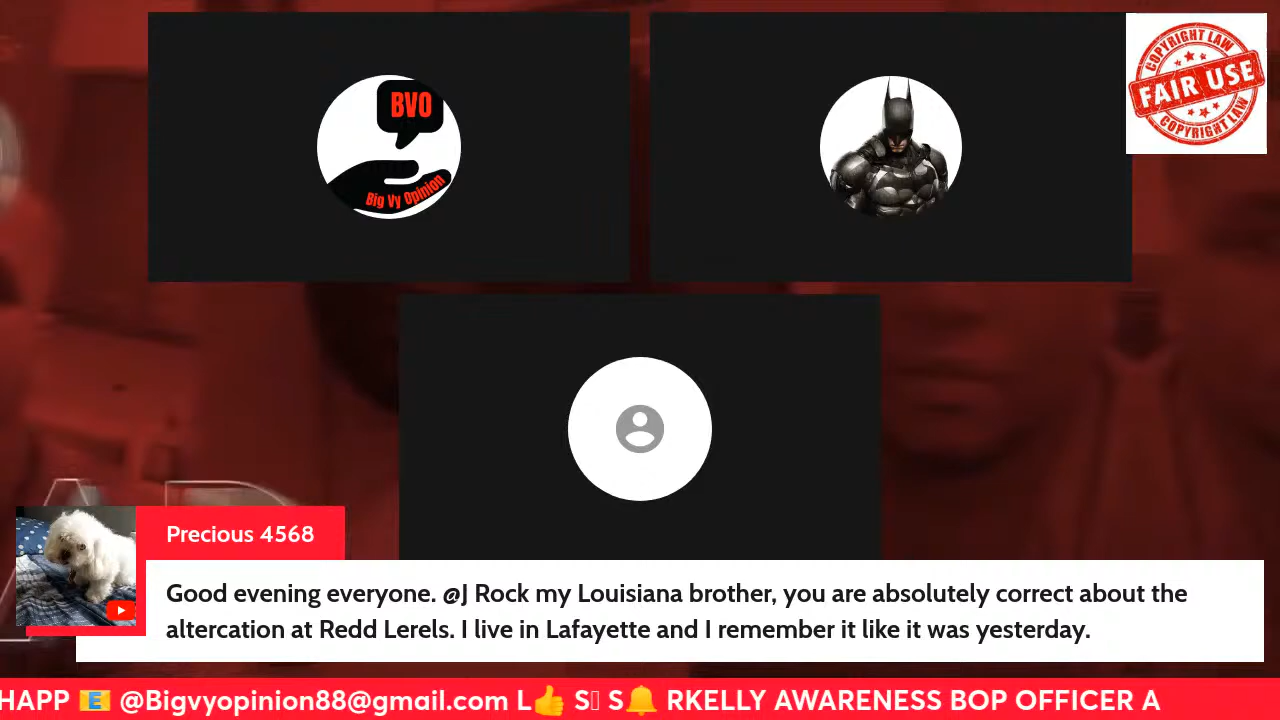 BVO
Big Vy Opinion
COPYRIGHT LAW
FAIR USE
COPYRIGHT LAW
Precious 4568
Good evening everyone. @J Rock my Louisiana brother, you are absolutely correct about the
altercation at Redd Lerels. I live in Lafayette and I remember it like it was yesterday.
HAPP 📧 @Bigvyopinion88@gmail.com L👍 S▯ S🔔 RKELLY AWARENESS BOP OFFICER A